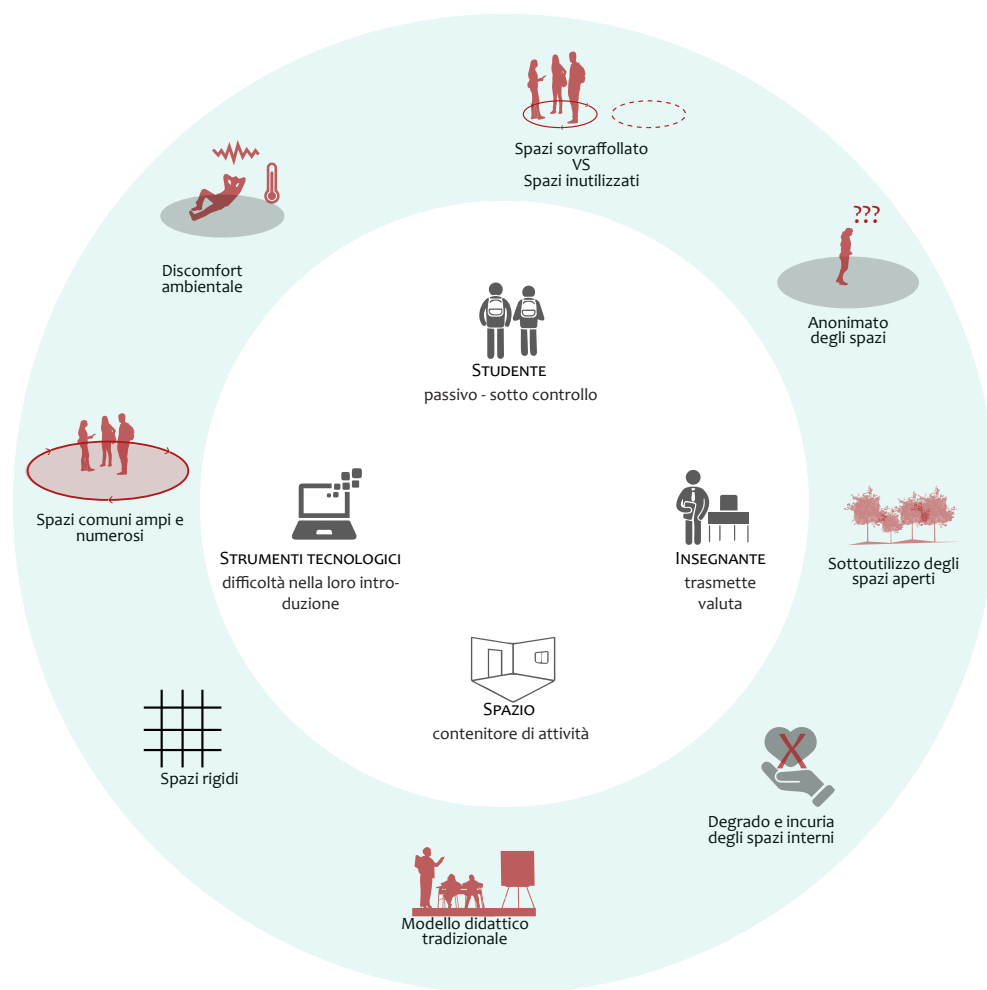 Spazi sovraffollato
VS
Spazi inutilizzati
???
Anonimato
degli spazi
Discomfort
ambientale
STUDENTE
passivo - sotto controllo
Spazi comuni ampi e
numerosi
STRUMENTI TECNOLOGICI
difficoltà nella loro intro-
duzione
INSEGNANTE
trasmette
valuta
Sottoutilizzo degli
spazi aperti
SPAZIO
contenitore di attività
Spazi rigidi
X
Degrado e incuria
degli spazi interni
Modello didattico
tradizionale